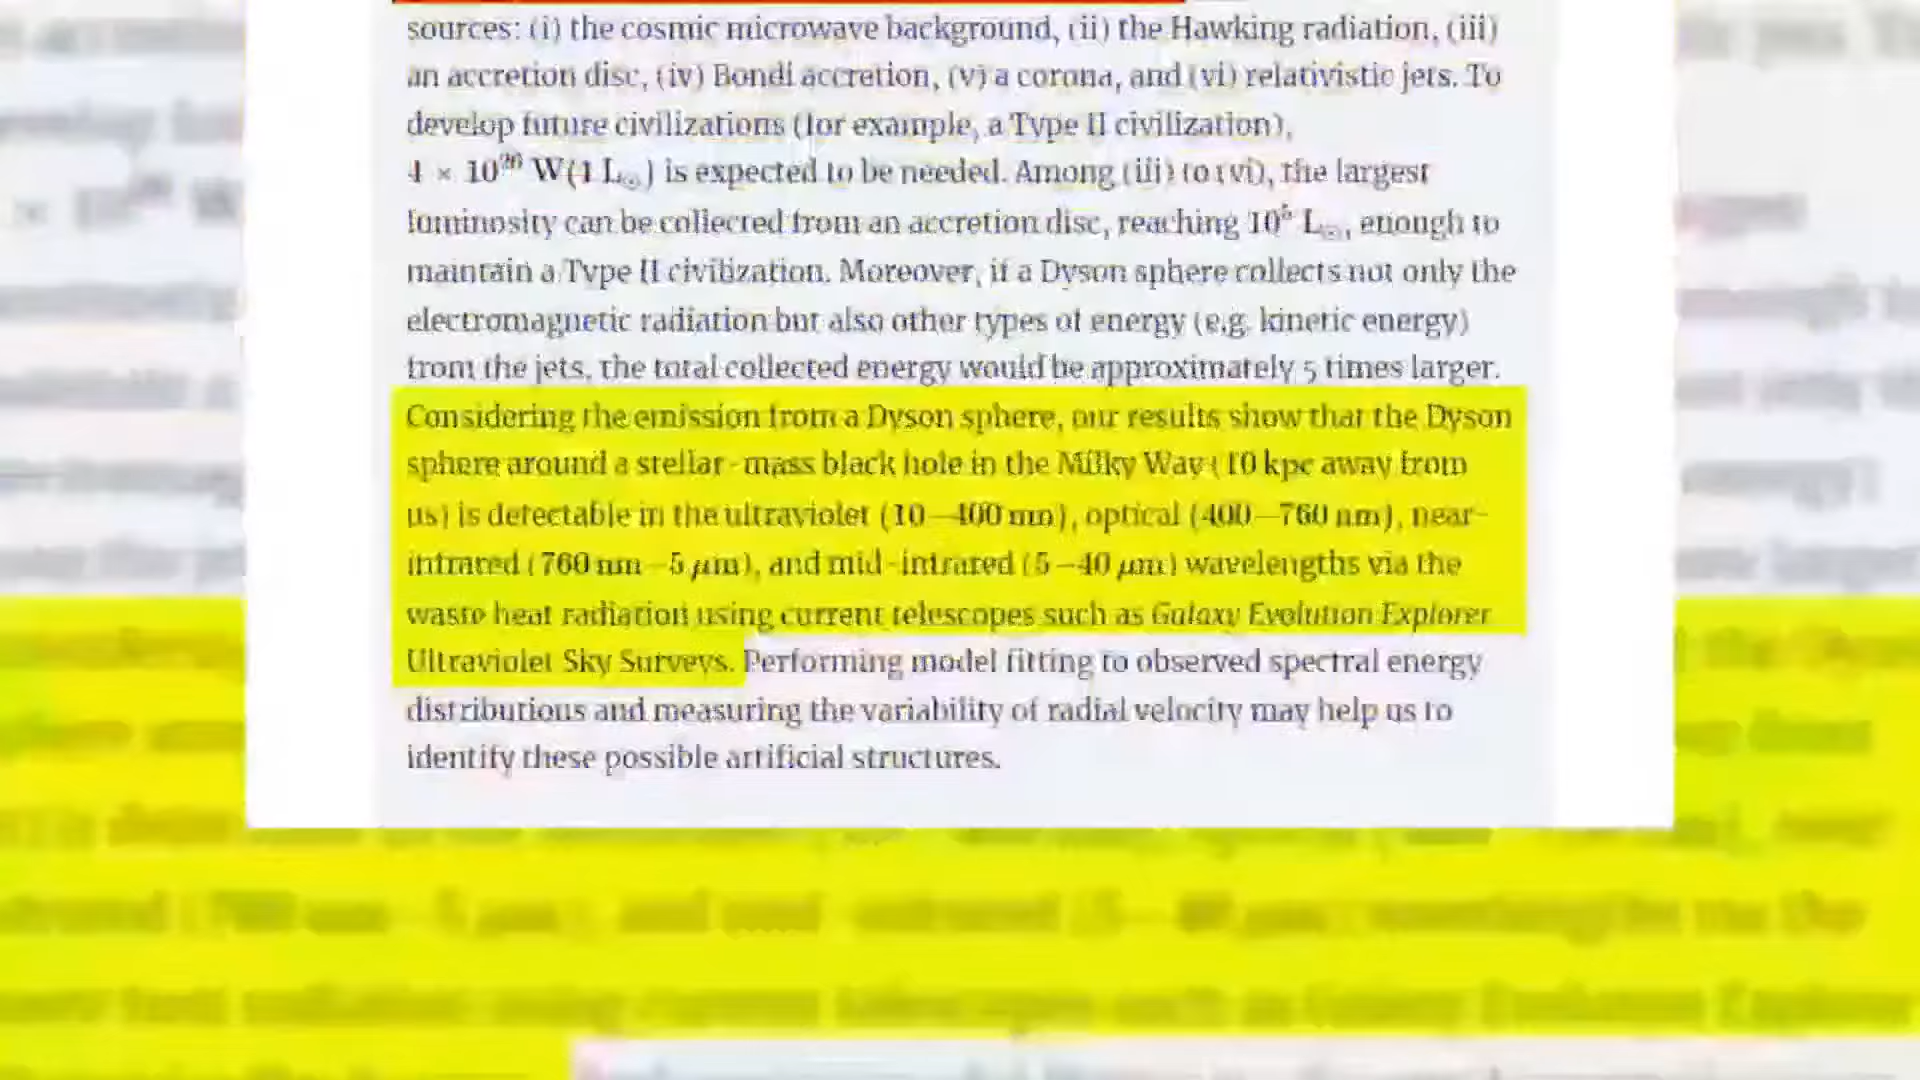 sources: (i) the cosmic microwave background, (ii) the Hawking radiation, (iii)
an accretion disc, (iv) Bondi accretion, (v) a corona, and (vi) relativistic jets. To
develop future civilizations (for example, a Type II civilization),
4 × 10²⁶ W(1 L⊙) is expected to be needed. Among (iii) to (vi), the largest
luminosity can be collected from an accretion disc, reaching 10⁵ L⊙, enough to
maintain a Type II civilization. Moreover, if a Dyson sphere collects not only the
electromagnetic radiation but also other types of energy (e.g. kinetic energy)
from the jets, the total collected energy would be approximately 5 times larger.
Considering the emission from a Dyson sphere, our results show that the Dyson
sphere around a stellar-mass black hole in the Milky Way (10 kpc away from
us) is detectable in the ultraviolet (10–400 nm), optical (400–760 nm), near-
infrared (760 nm–5 μm), and mid-infrared (5–40 μm) wavelengths via the
waste heat radiation using current telescopes such as Galaxy Evolution Explorer
Ultraviolet Sky Surveys. Performing model fitting to observed spectral energy
distributions and measuring the variability of radial velocity may help us to
identify these possible artificial structures.